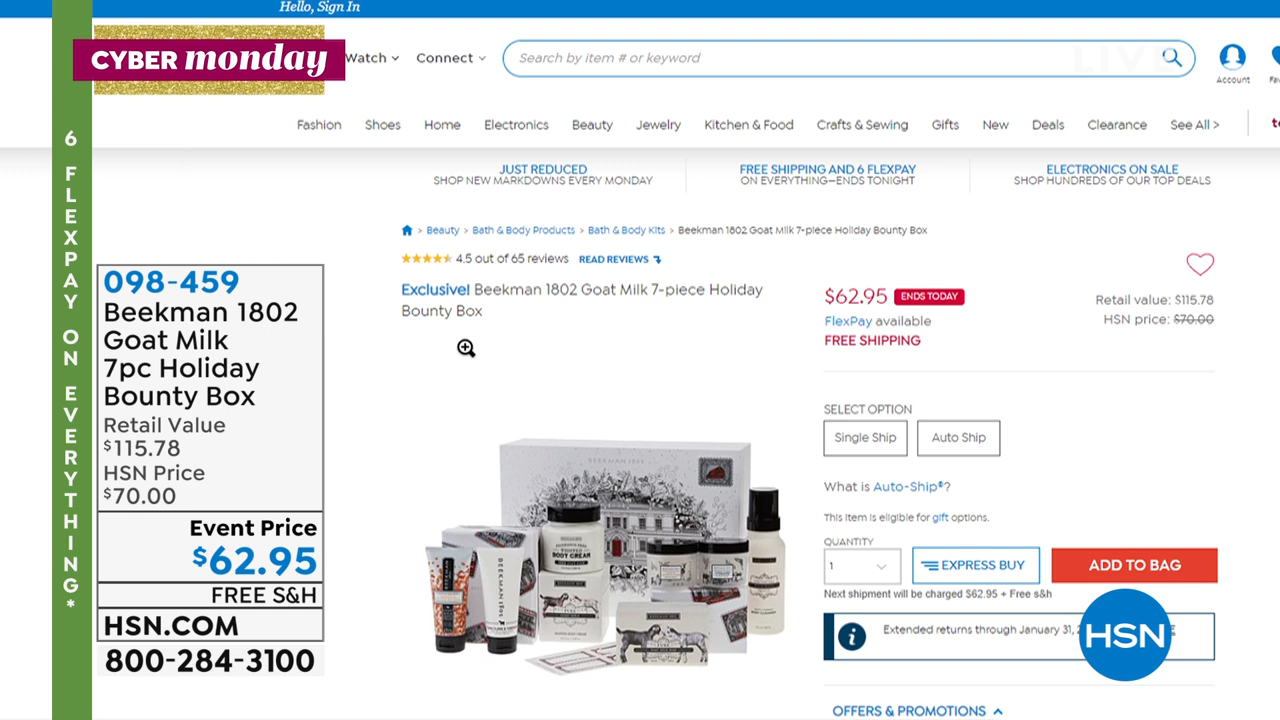 Hello, Sign In
CYBER monday
Watch
Connect
Search by item # or keyword
LIVE
Account
Fashion
Shoes
Home
Electronics
Beauty
Jewelry
Kitchen & Food
Crafts & Sewing
Gifts
New
Deals
Clearance
See All >
JUST REDUCED
SHOP NEW MARKDOWNS EVERY MONDAY
FREE SHIPPING AND 6 FLEXPAY
ON EVERYTHING—ENDS TONIGHT
ELECTRONICS ON SALE
SHOP HUNDREDS OF OUR TOP DEALS
6 FLEXPAY ON EVERYTHING*
> Beauty > Bath & Body Products > Bath & Body Kits > Beekman 1802 Goat Milk 7-piece Holiday Bounty Box
4.5 out of 65 reviews READ REVIEWS
Exclusive! Beekman 1802 Goat Milk 7-piece Holiday
Bounty Box
$62.95 ENDS TODAY
FlexPay available
FREE SHIPPING
Retail value: $115.78
HSN price: $70.00
098-459
Beekman 1802
Goat Milk
7pc Holiday
Bounty Box
Retail Value
$115.78
HSN Price
$70.00
Event Price
$62.95
FREE S&H
HSN.COM
800-284-3100
BEEKMAN 1802
BODY CREAM
BEEKMAN 1802
SELECT OPTION
Single Ship
Auto Ship
What is Auto-Ship®?
This item is eligible for gift options.
QUANTITY
1
EXPRESS BUY
ADD TO BAG
Next shipment will be charged $62.95 + Free s&h
i
Extended returns through January 31,
HSN
OFFERS & PROMOTIONS